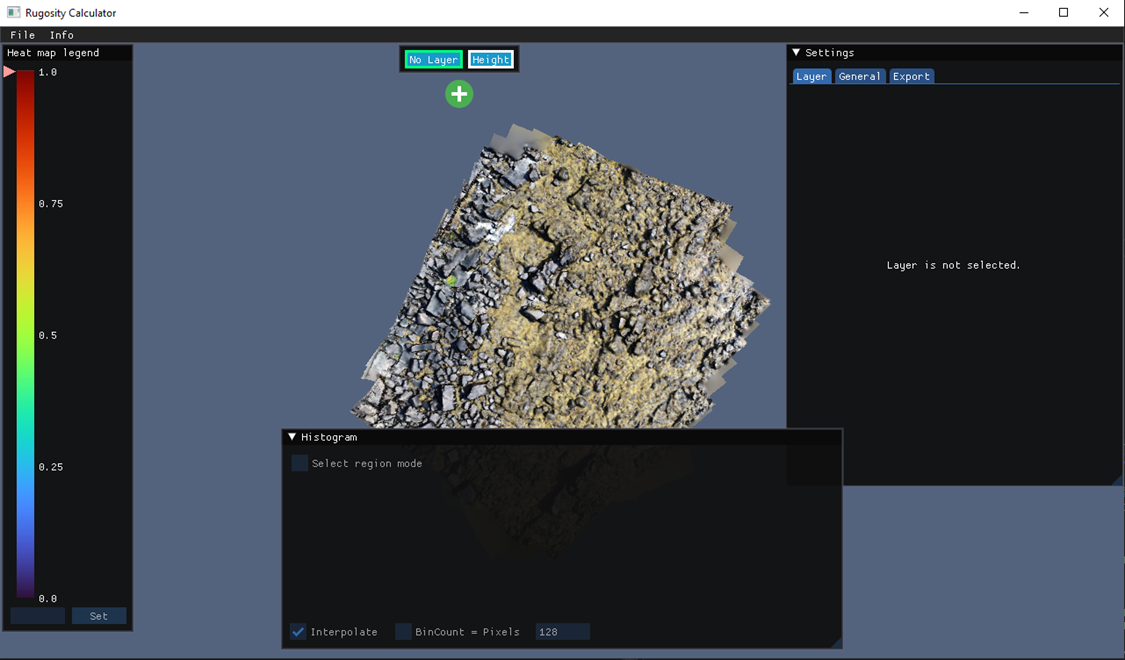 Rugosity Calculator
File Info
Heat map legend
1.0
0.75
0.5
0.25
0.0
Set
No Layer Height
Settings
Layer General Export
Layer is not selected.
Histogram
Select region mode
Interpolate BinCount = Pixels 128